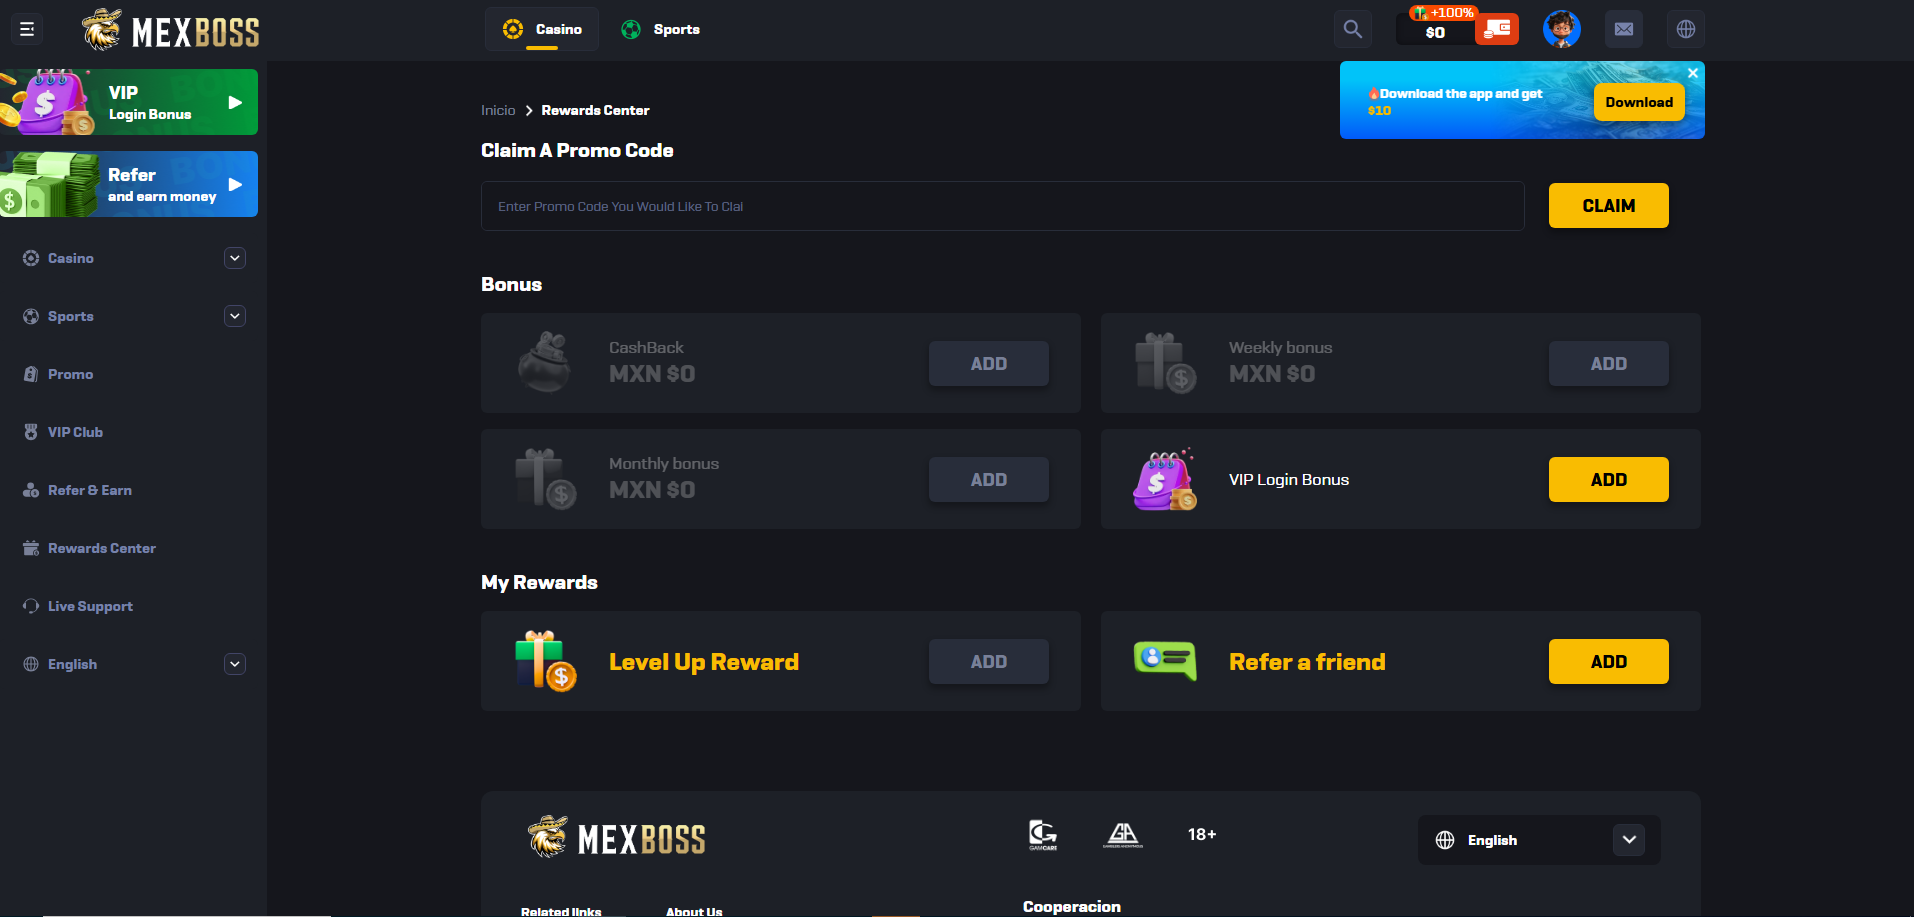 MEXBOSS
Casino
Sports
+100%
$0
VIP
Login Bonus
Refer
and earn money
Casino
Sports
Promo
VIP Club
Refer & Earn
Rewards Center
Live Support
English
🔥Download the app and get
$10
Download
Inicio
Rewards Center
Claim A Promo Code
Enter Promo Code You Would Like To Clai
CLAIM
Bonus
CashBack
MXN $0
ADD
Weekly bonus
MXN $0
ADD
Monthly bonus
MXN $0
ADD
VIP Login Bonus
ADD
My Rewards
Level Up Reward
ADD
Refer a friend
ADD
MEXBOSS
GAMCARE
GA
GAMBLERS ANONYMOUS
18+
English
Related links
About Us
Cooperacion